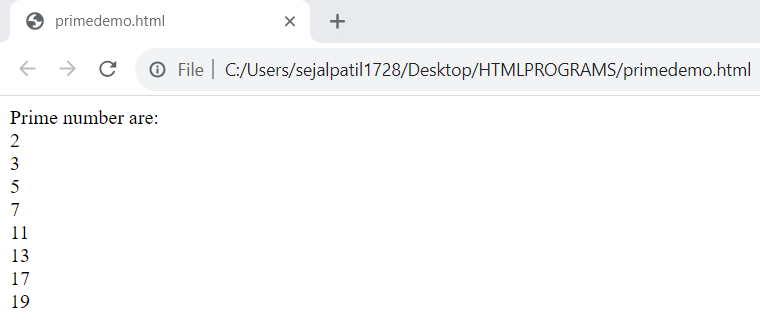 primedemo.html
File | C:/Users/sejalpatil1728/Desktop/HTMLPROGRAMS/primedemo.html
Prime number are:
2
3
5
7
11
13
17
19